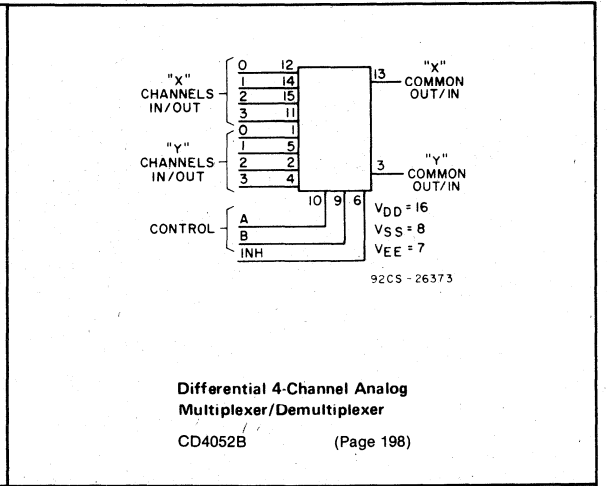 "X"
CHANNELS
IN/OUT
0 12
1 14
2 15
3 11
"Y"
CHANNELS
IN/OUT
0 1
1 5
2 2
3 4
13 "X"
COMMON
OUT/IN
3 "Y"
COMMON
OUT/IN
10 9 6
CONTROL
A
B
INH
VDD = 16
VSS = 8
VEE = 7
92CS-26373
Differential 4-Channel Analog
Multiplexer/Demultiplexer
CD4052B (Page 198)